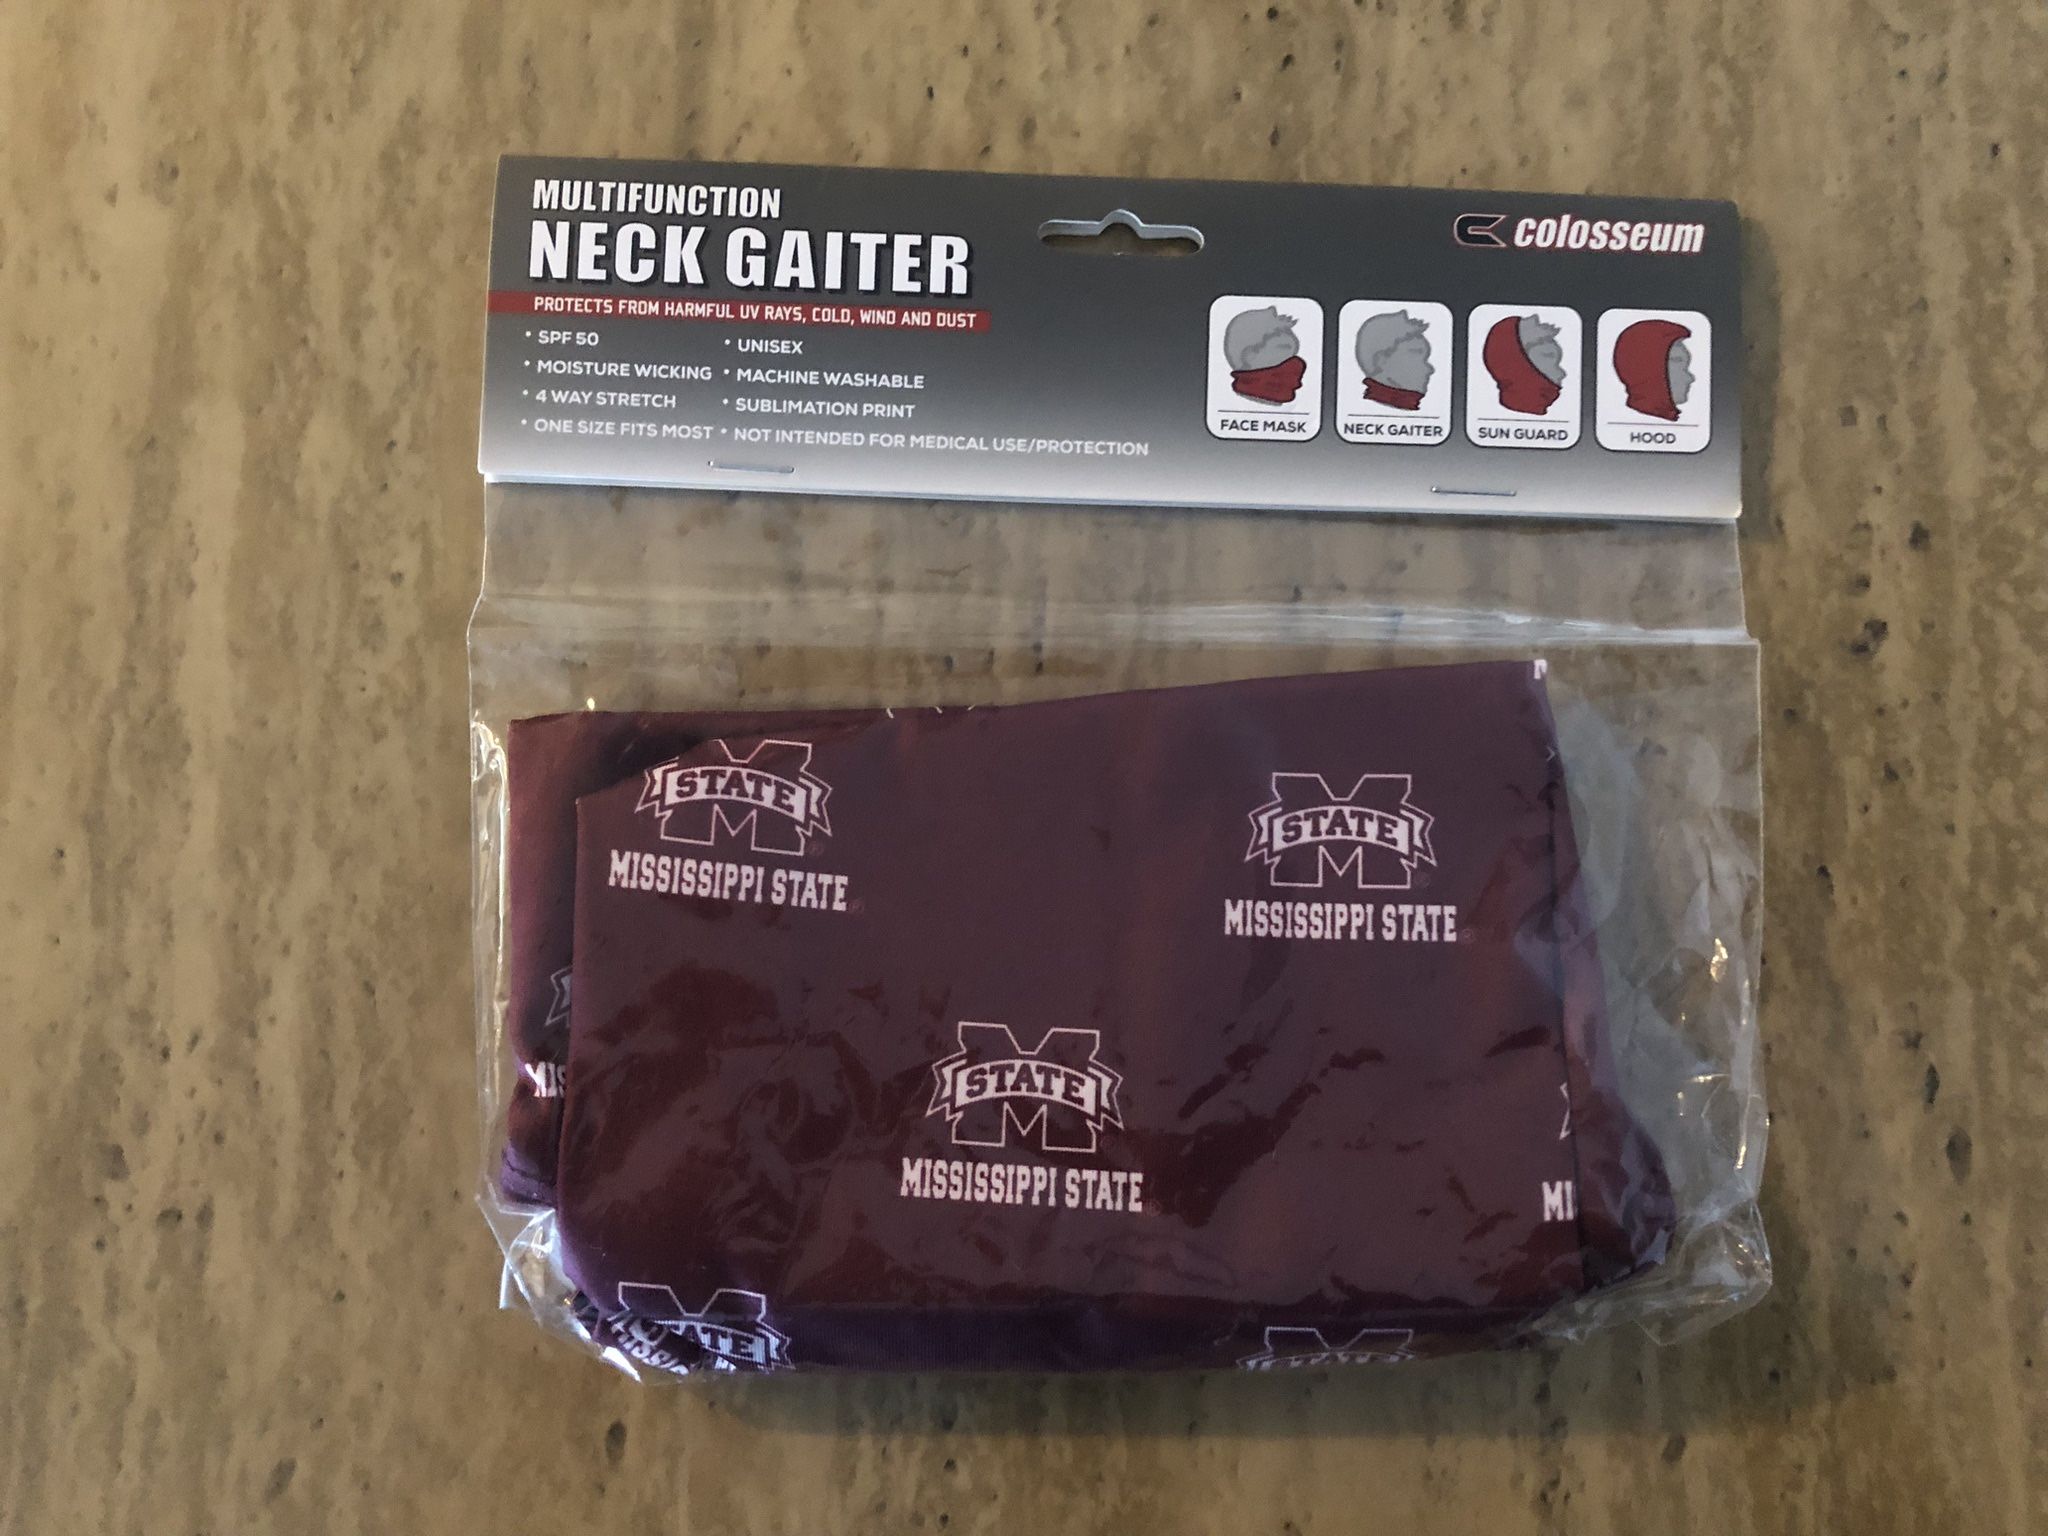 MULTIFUNCTION
NECK GAITER
PROTECTS FROM HARMFUL UV RAYS, COLD, WIND AND DUST
• SPF 50
• MOISTURE WICKING
• 4 WAY STRETCH
• ONE SIZE FITS MOST
• UNISEX
• MACHINE WASHABLE
• SUBLIMATION PRINT
• NOT INTENDED FOR MEDICAL USE/PROTECTION
colosseum
FACE MASK
NECK GAITER
SUN GUARD
HOOD
M STATE ®
MISSISSIPPI STATE ®
M STATE ®
MISSISSIPPI STATE ®
M STATE ®
MISSISSIPPI STATE ®
MIS
MI